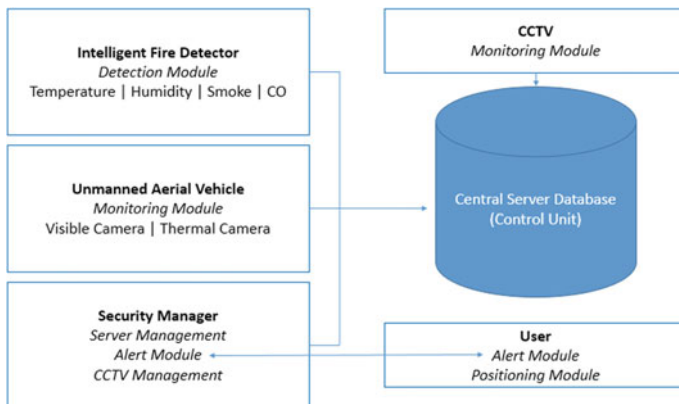 Intelligent Fire Detector
Detection Module
Temperature | Humidity | Smoke | CO
Unmanned Aerial Vehicle
Monitoring Module
Visible Camera | Thermal Camera
Security Manager
Server Management
Alert Module
CCTV Management
CCTV
Monitoring Module
Central Server Database
(Control Unit)
User
Alert Module
Positioning Module